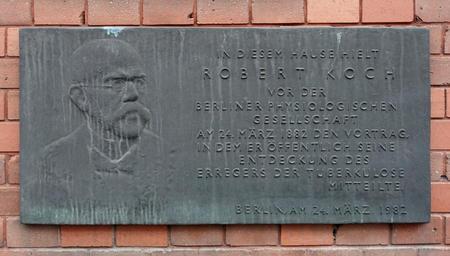 IN DIESEM HAUSE HIELT
ROBERT KOCH
VOR DER
BERLINER PHYSIOLOGISCHEN
GESELLSCHAFT
AM 24. MÄRZ 1882 DEN VORTRAG,
IN DEM ER ÖFFENTLICH SEINE
ENTDECKUNG DES
ERREGERS DER TUBERKULOSE
MITTEILTE.
BERLIN, AM 24. MÄRZ 1982